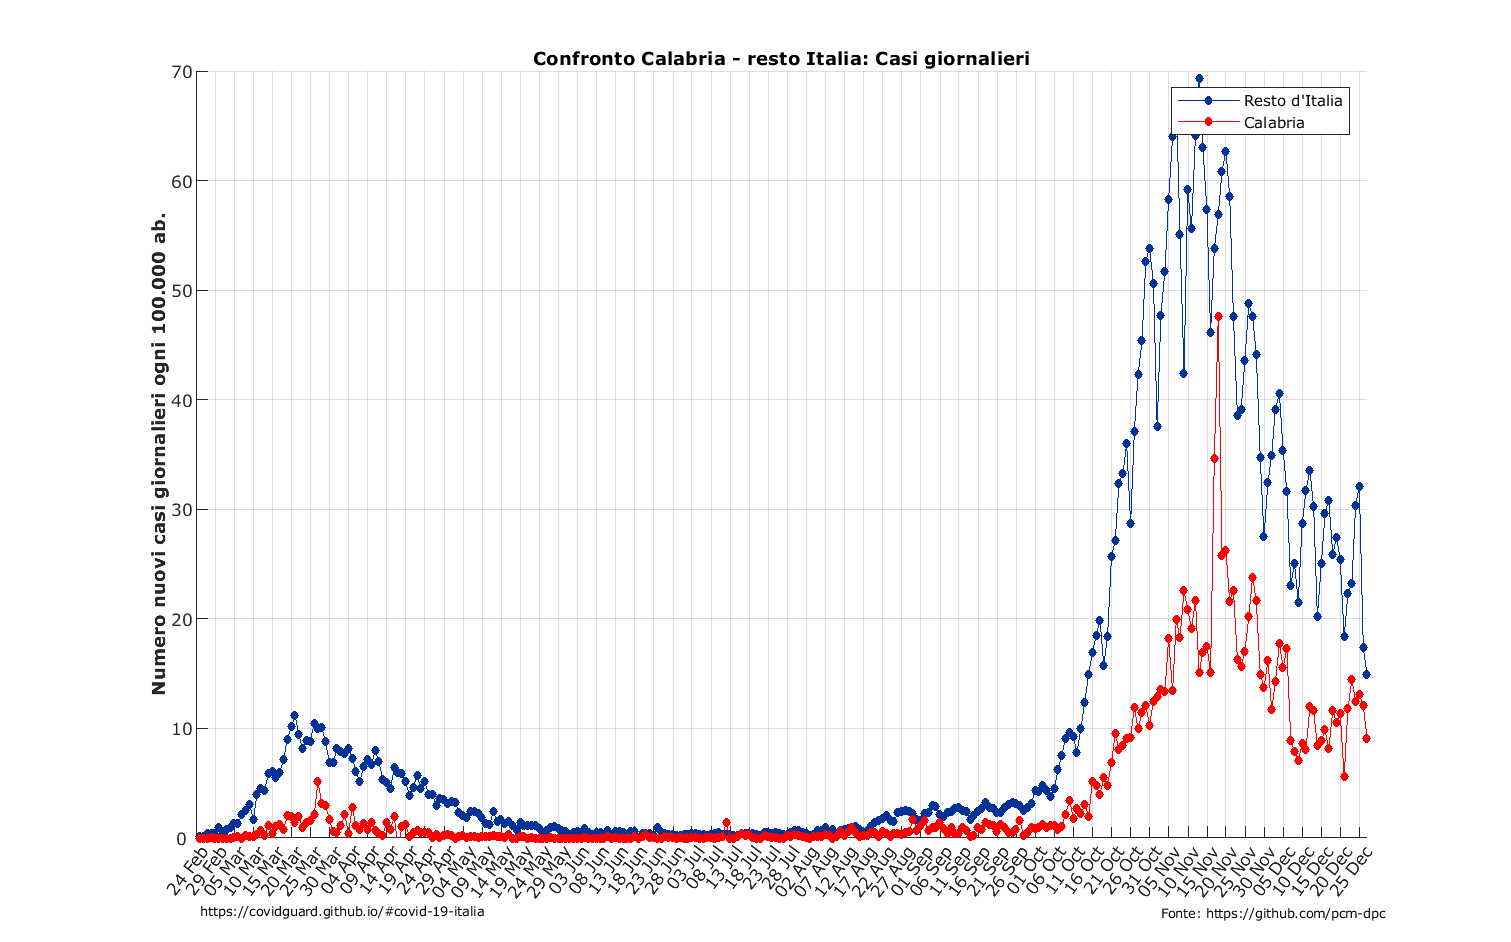 Confronto Calabria - resto Italia: Casi giornalieri
Numero nuovi casi giornalieri ogni 100.000 ab.
70
60
50
40
30
20
10
0
Resto d'Italia
Calabria
24 Feb
29 Feb
05 Mar
10 Mar
15 Mar
20 Mar
25 Mar
30 Mar
04 Apr
09 Apr
14 Apr
19 Apr
24 Apr
29 Apr
04 May
09 May
14 May
19 May
24 May
29 May
03 Jun
08 Jun
13 Jun
18 Jun
23 Jun
28 Jun
03 Jul
08 Jul
13 Jul
18 Jul
23 Jul
28 Jul
02 Aug
07 Aug
12 Aug
17 Aug
22 Aug
27 Aug
01 Sep
06 Sep
11 Sep
16 Sep
21 Sep
26 Sep
01 Oct
06 Oct
11 Oct
16 Oct
21 Oct
26 Oct
31 Oct
05 Nov
10 Nov
15 Nov
20 Nov
25 Nov
30 Nov
05 Dec
10 Dec
15 Dec
20 Dec
25 Dec
https://covidguard.github.io/#covid-19-italia
Fonte: https://github.com/pcm-dpc